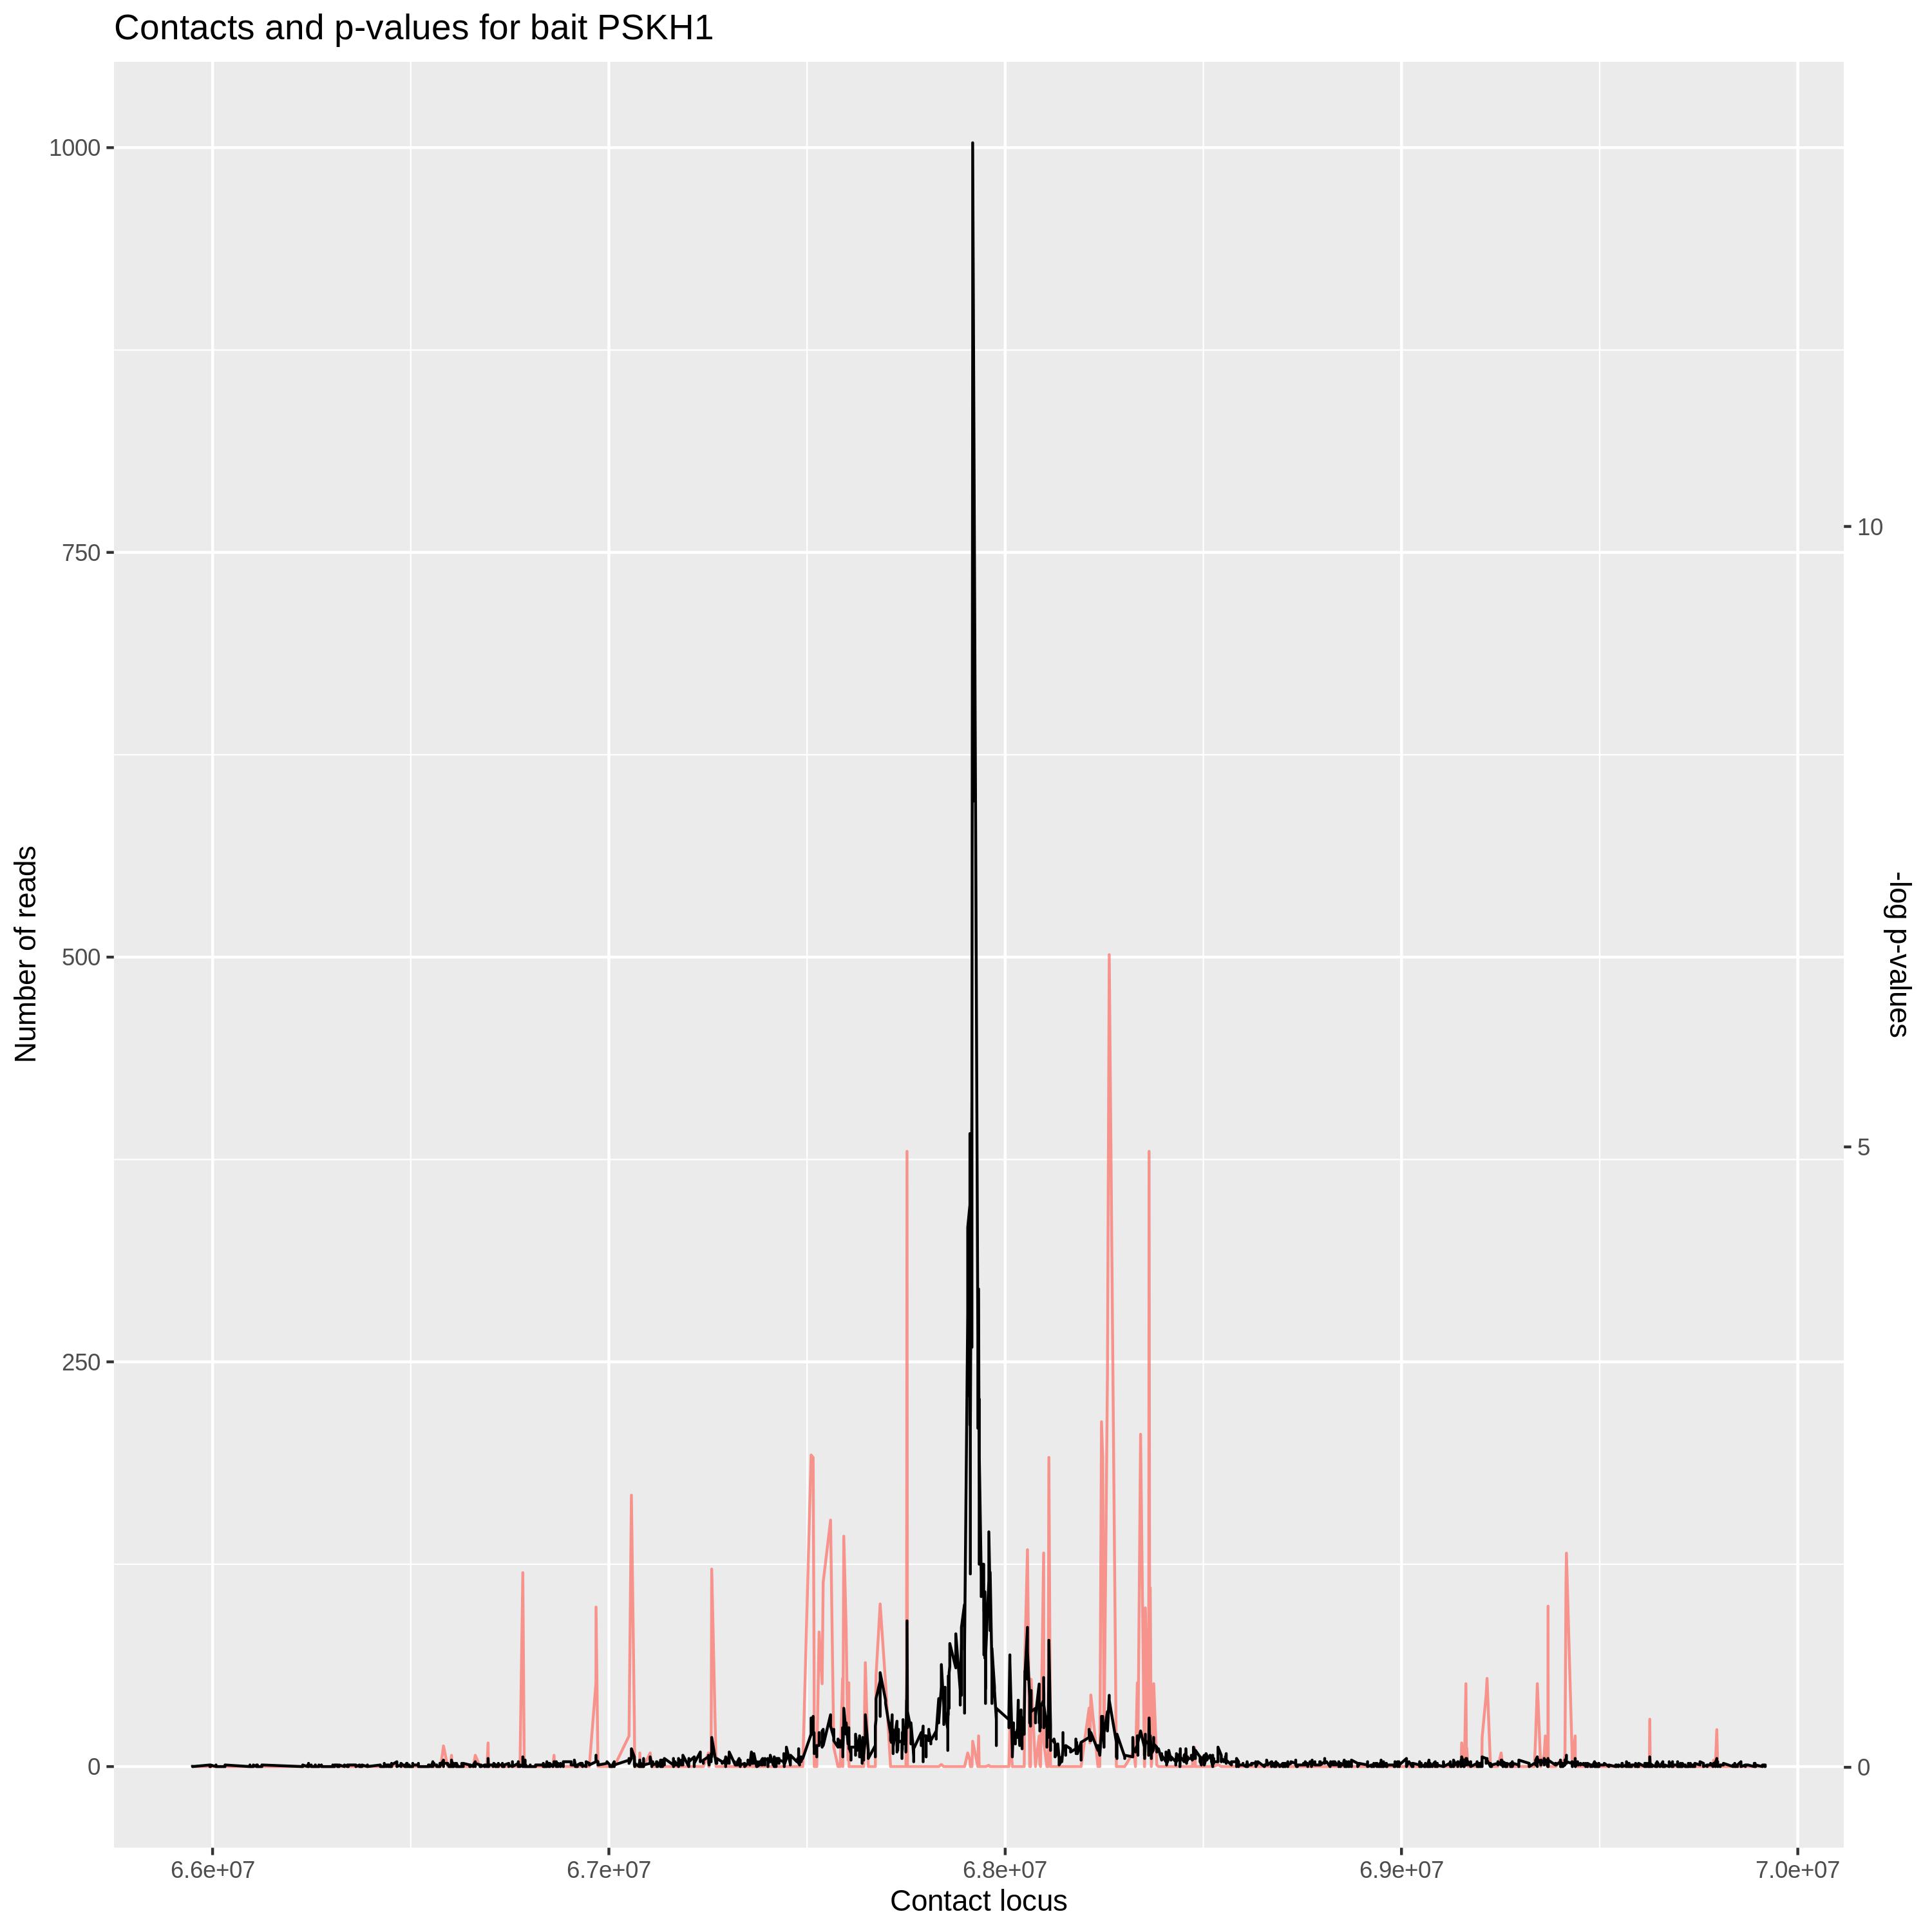 Contacts and p-values for bait PSKH1
1000
750
500
250
0
Number of reads
10
5
0
-log p-values
6.6e+07 6.7e+07 6.8e+07 6.9e+07 7.0e+07
Contact locus